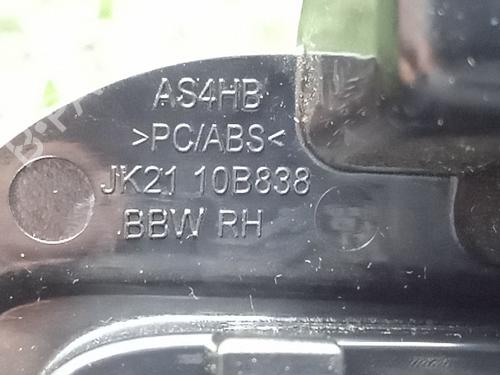 AS4HB
>PC/ABS<
JK21 10B838
BBW RH